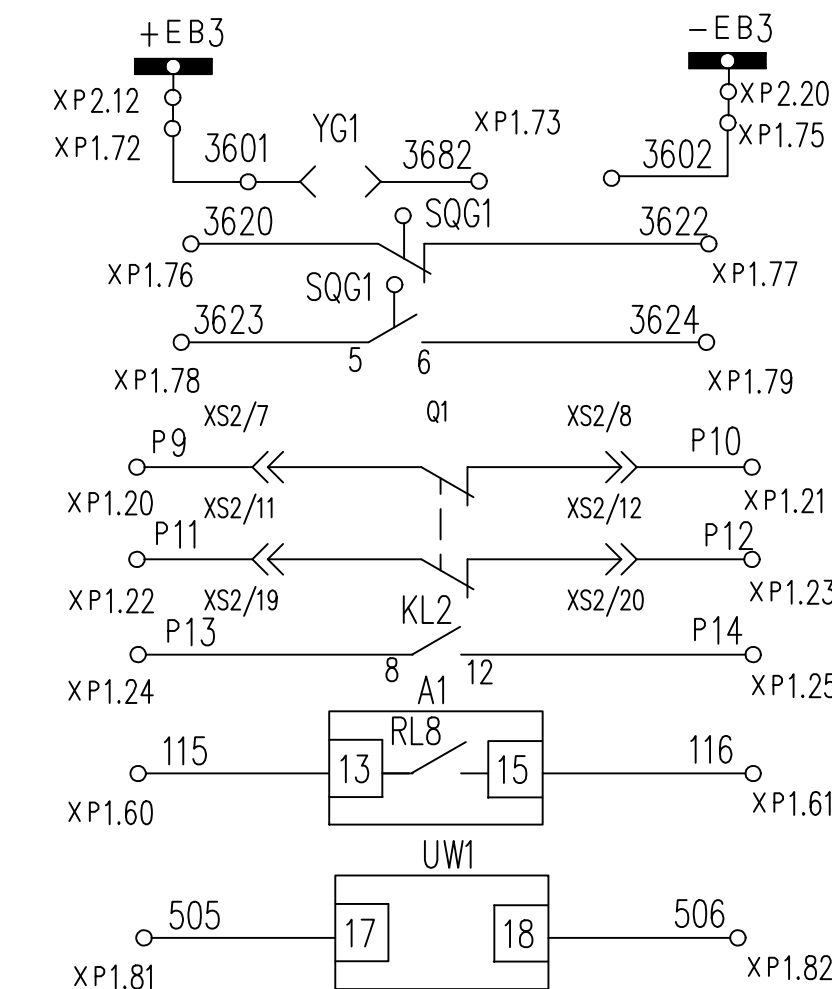 +EB3 -EB3
XP2.12 XP2.20
XP1.72 3601 YG1 3682 XP1.73 3602 XP1.75
3620 SQG1 3622
XP1.76 XP1.77
SQG1
3623 3624
5 6
XP1.78 XP1.79
XS2/7 Q1 XS2/8
P9 P10
XP1.20 XS2/11 XS2/12 XP1.21
P11 P12
XP1.22 XS2/19 KL2 XS2/20 XP1.23
P13 P14
8 12
XP1.24 A1 XP1.25
115 RL8 116
13 15
XP1.60 XP1.61
UW1
505 506
17 18
XP1.81 XP1.82